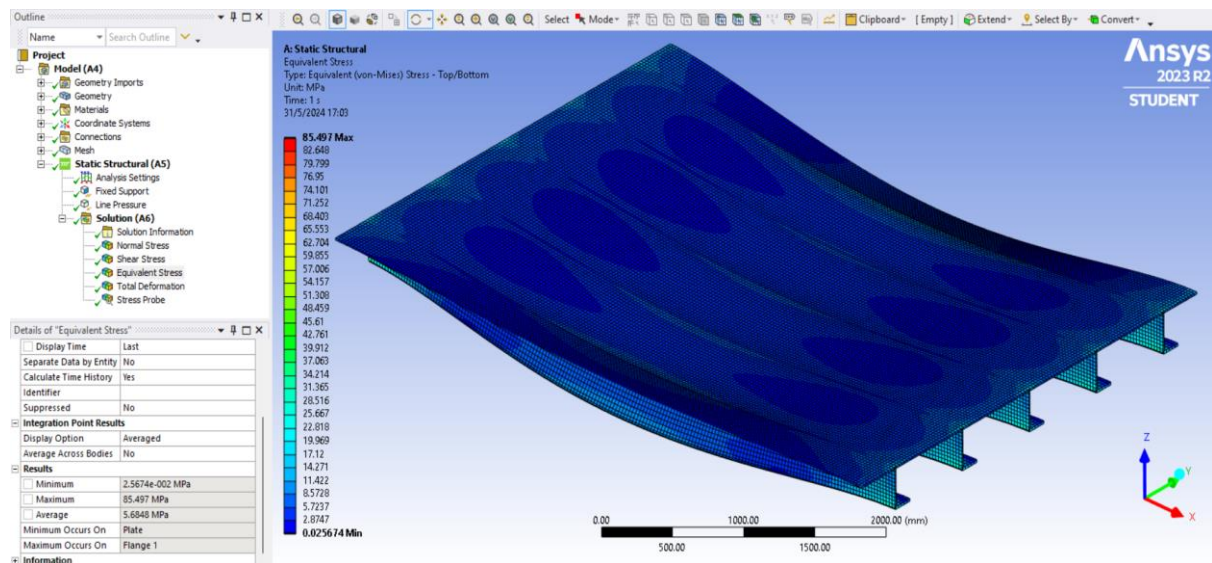 Outline
Name
Search Outline
Project
Model (A4)
Geometry Imports
Geometry
Materials
Coordinate Systems
Connections
Mesh
Static Structural (A5)
Analysis Settings
Fixed Support
Line Pressure
Solution (A6)
Solution Information
Normal Stress
Shear Stress
Equivalent Stress
Total Deformation
Stress Probe
Details of "Equivalent Stress"
Display Time Last
Separate Data by Entity No
Calculate Time History Yes
Identifier
Suppressed No
Integration Point Results
Display Option Averaged
Average Across Bodies No
Results
Minimum 2.5674e-002 MPa
Maximum 85.497 MPa
Average 5.6848 MPa
Minimum Occurs On Plate
Maximum Occurs On Flange 1
Information
Select Mode Clipboard [ Empty ] Extend Select By Convert
A: Static Structural
Equivalent Stress
Type: Equivalent (von-Mises) Stress - Top/Bottom
Unit: MPa
Time: 1 s
31/5/2024 17:03
85.497 Max
82.648
79.799
76.95
74.101
71.252
68.403
65.553
62.704
59.855
57.006
54.157
51.308
48.459
45.61
42.761
39.912
37.063
34.214
31.365
28.516
25.667
22.818
19.969
17.12
14.271
11.422
8.5728
5.7237
2.8747
0.025674 Min
Ansys
2023 R2
STUDENT
0.00 1000.00 2000.00 (mm)
500.00 1500.00
Z
Y
X